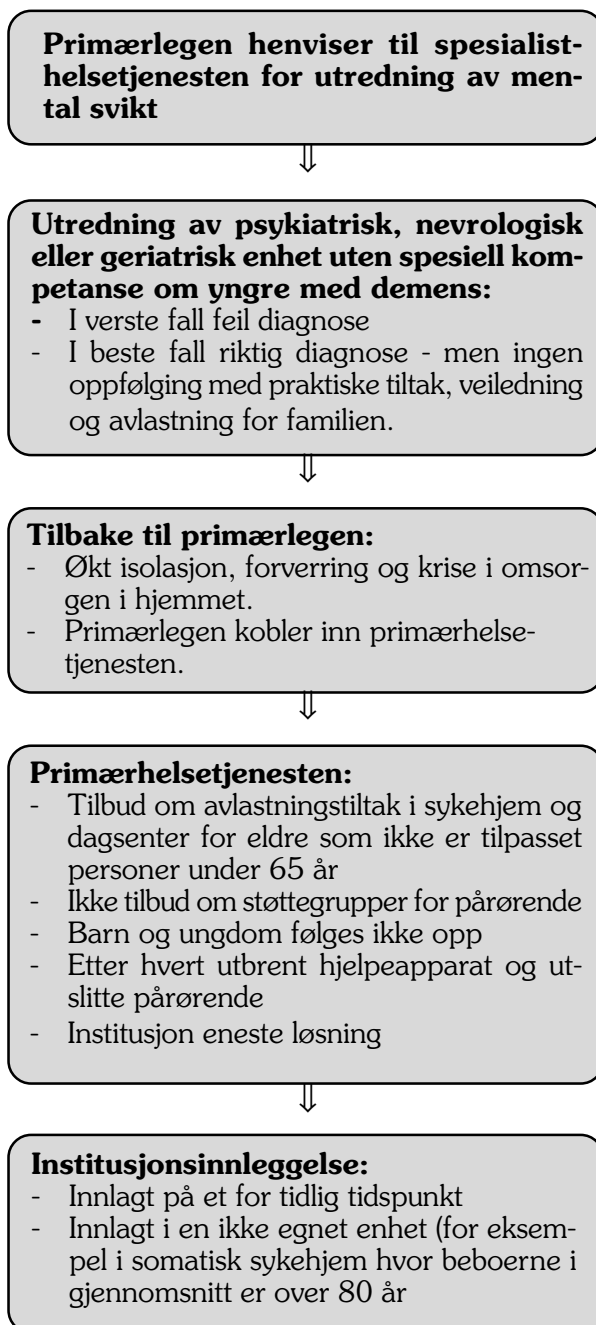 Primærlegen henviser til spesialist-
helsetjenesten for utredning av men-
tal svikt
⇓
Utredning av psykiatrisk, nevrologisk
eller geriatrisk enhet uten spesiell kom-
petanse om yngre med demens:
- I verste fall feil diagnose
- I beste fall riktig diagnose - men ingen
oppfølging med praktiske tiltak, veiledning
og avlastning for familien.
⇓
Tilbake til primærlegen:
- Økt isolasjon, forverring og krise i omsor-
gen i hjemmet.
- Primærlegen kobler inn primærhelse-
tjenesten.
⇓
Primærhelsetjenesten:
- Tilbud om avlastningstiltak i sykehjem og
dagsenter for eldre som ikke er tilpasset
personer under 65 år
- Ikke tilbud om støttegrupper for pårørende
- Barn og ungdom følges ikke opp
- Etter hvert utbrent hjelpeapparat og ut-
slitte pårørende
- Institusjon eneste løsning
⇓
Institusjonsinnleggelse:
- Innlagt på et for tidlig tidspunkt
- Innlagt i en ikke egnet enhet (for eksem-
pel i somatisk sykehjem hvor beboerne i
gjennomsnitt er over 80 år